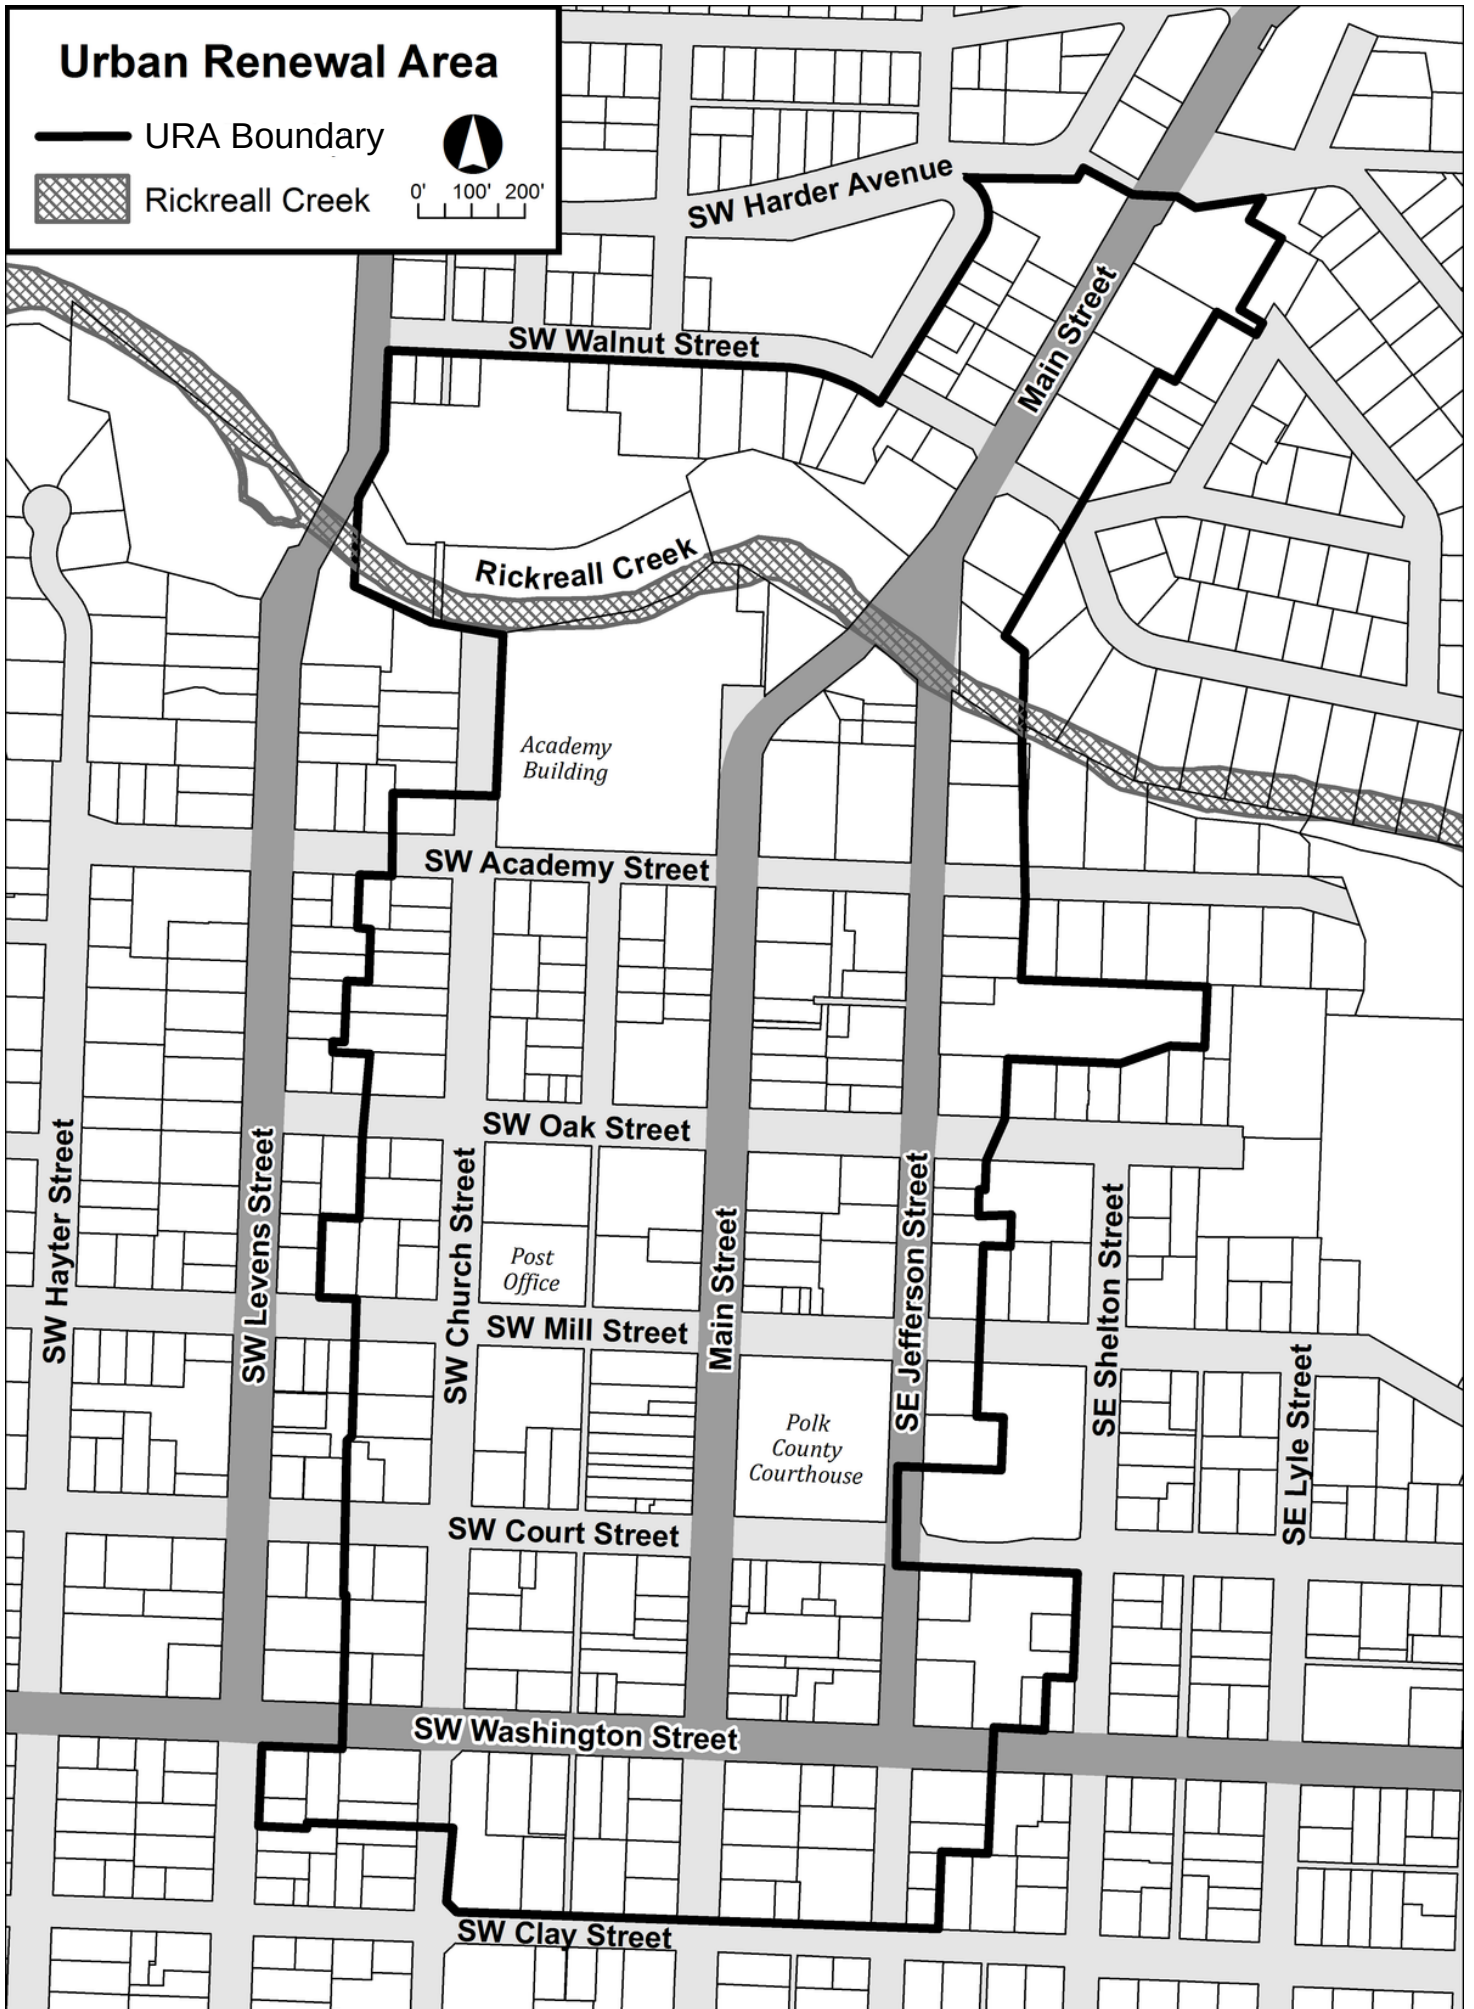 Urban Renewal Area
URA Boundary
Rickreall Creek
0' 100' 200'
SW Harder Avenue
Main Street
SW Walnut Street
Rickreall Creek
Academy
Building
SW Academy Street
SW Oak Street
SW Hayter Street
SW Levens Street
SW Church Street
Post
Office
Main Street
SE Jefferson Street
SE Shelton Street
SW Mill Street
SE Lyle Street
Polk
County
Courthouse
SW Court Street
SW Washington Street
SW Clay Street